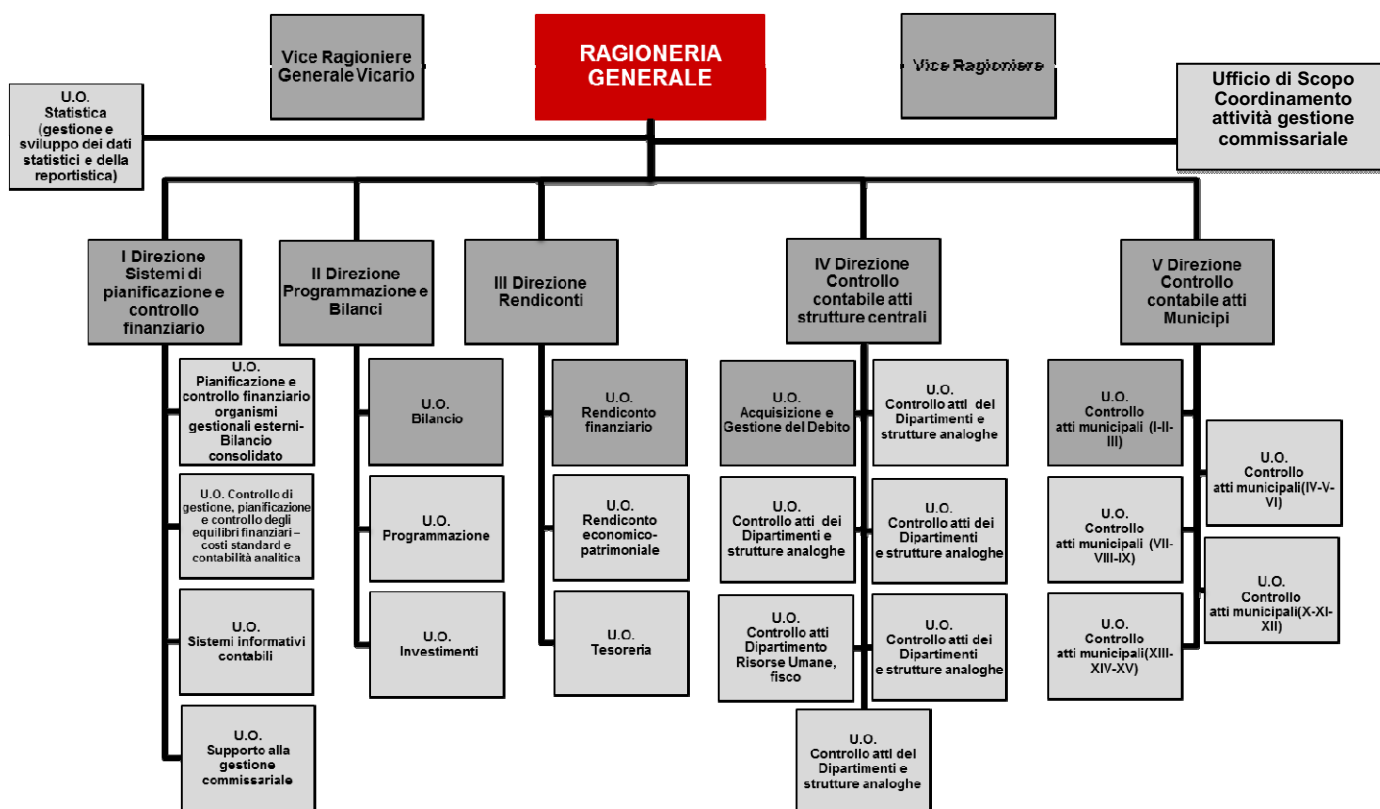 Vice Ragioniere
Generale Vicario
RAGIONERIA
GENERALE
Vice Ragioniere
Ufficio di Scopo
Coordinamento
attività gestione
commissariale
U.O.
Statistica
(gestione e
sviluppo dei dati
statistici e della
reportistica)
I Direzione
Sistemi di
pianificazione e
controllo
finanziario
II Direzione
Programmazione e
Bilanci
III Direzione
Rendiconti
IV Direzione
Controllo
contabile atti
strutture centrali
V Direzione
Controllo
contabile atti
Municipi
U.O.
Pianificazione e
controllo finanziario
organismi
gestionali esterni-
Bilancio
consolidato
U.O. Controllo di
gestione, pianificazione
e controllo degli
equilibri finanziari –
costi standard e
contabilità analitica
U.O.
Sistemi informativi
contabili
U.O.
Supporto alla
gestione
commissariale
U.O.
Bilancio
U.O.
Programmazione
U.O.
Investimenti
U.O.
Rendiconto
finanziario
U.O.
Rendiconto
economico-
patrimoniale
U.O.
Tesoreria
U.O.
Acquisizione e
Gestione del Debito
U.O.
Controllo atti dei
Dipartimenti e
strutture analoghe
U.O.
Controllo atti dei
Dipartimenti e
strutture analoghe
U.O.
Controllo atti dei
Dipartimenti
e strutture analoghe
U.O.
Controllo atti
Dipartimento
Risorse Umane,
fisco
U.O.
Controllo atti dei
Dipartimenti
e strutture analoghe
U.O.
Controllo atti dei
Dipartimenti e
strutture analoghe
U.O.
Controllo
atti municipali (I-II-
III)
U.O.
Controllo
atti municipali(IV-V-
VI)
U.O.
Controllo
atti municipali (VII-
VIII-IX)
U.O.
Controllo
atti municipali(X-XI-
XII)
U.O.
Controllo
atti municipali(XIII-
XIV-XV)